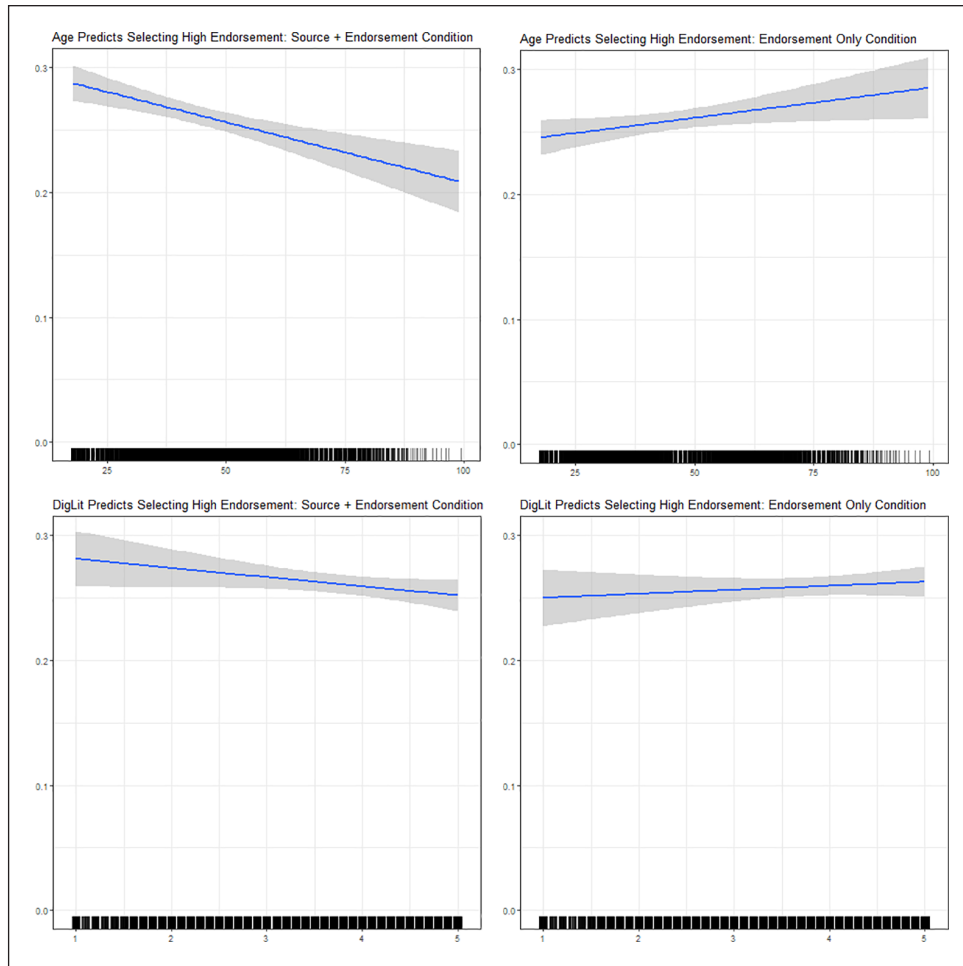 Age Predicts Selecting High Endorsement: Source + Endorsement Condition
0.3
0.2
0.1
0.0
25 50 75 100
Age Predicts Selecting High Endorsement: Endorsement Only Condition
0.3
0.2
0.1
0.0
25 50 75 100
DigLit Predicts Selecting High Endorsement: Source + Endorsement Condition
0.3
0.2
0.1
0.0
1 2 3 4 5
DigLit Predicts Selecting High Endorsement: Endorsement Only Condition
0.3
0.2
0.1
0.0
1 2 3 4 5